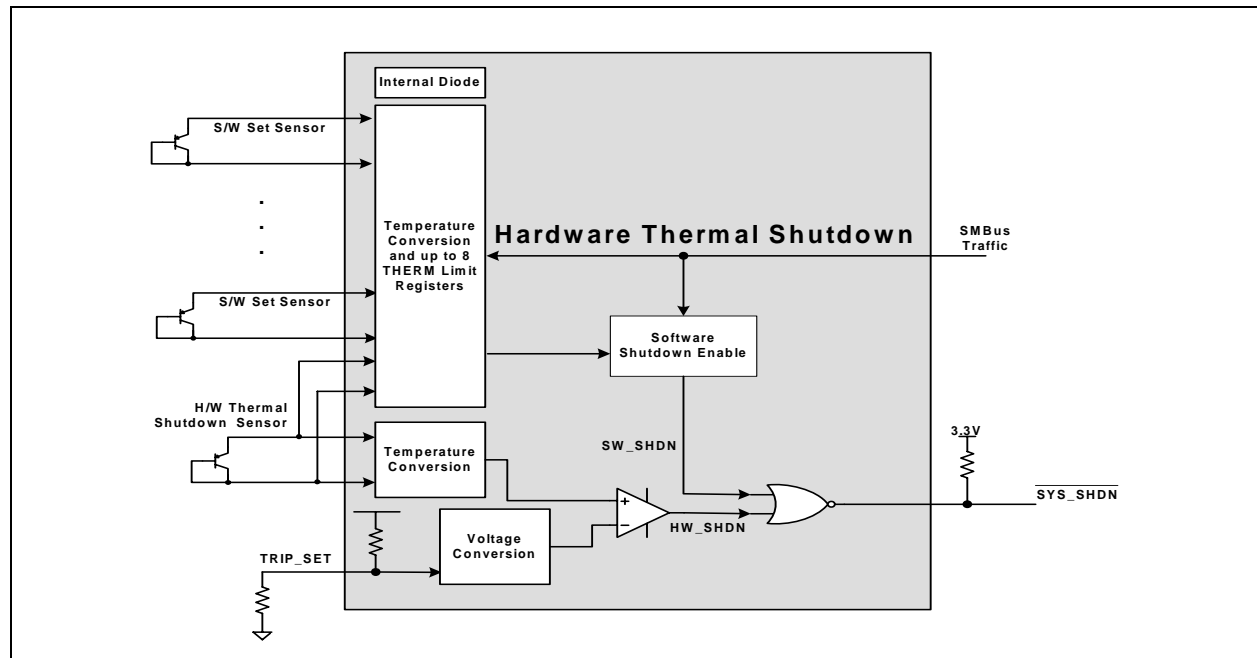 Internal Diode
S/W Set Sensor
Temperature
Conversion
and up to 8
THERM Limit
Registers
Hardware Thermal Shutdown
SMBus
Traffic
S/W Set Sensor
Software
Shutdown Enable
H/W Thermal
Shutdown Sensor
Temperature
Conversion
SW_SHDN
3.3V
SYS_SHDN
+
−
HW_SHDN
Voltage
Conversion
TRIP_SET